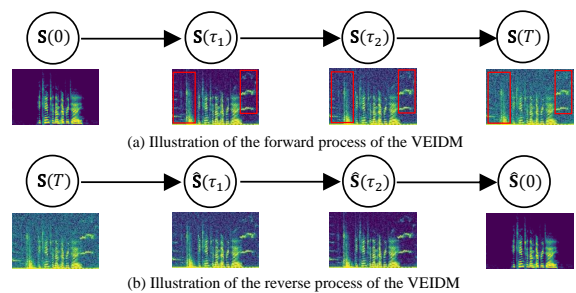 S(0) S(τ₁) S(τ₂) S(T)
(a) Illustration of the forward process of the VEIDM
S(T) Ŝ(τ₁) Ŝ(τ₂) Ŝ(0)
(b) Illustration of the reverse process of the VEIDM